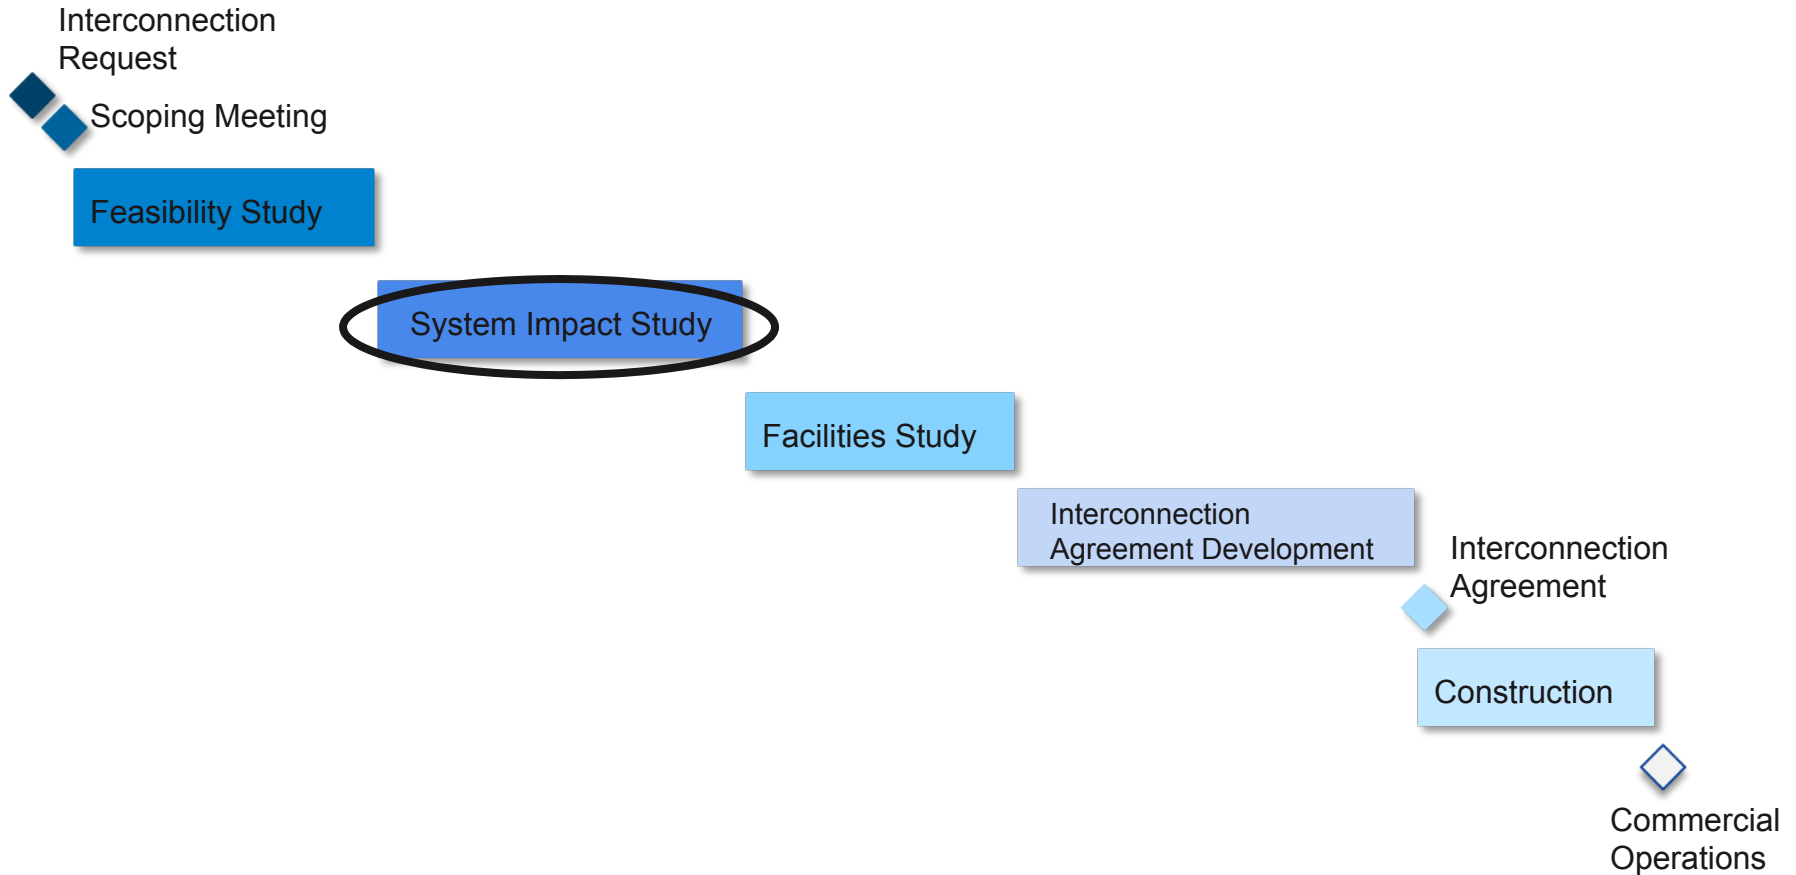 Interconnection
Request
Scoping Meeting
Feasibility Study
System Impact Study
Facilities Study
Interconnection
Agreement Development
Interconnection
Agreement
Construction
Commercial
Operations